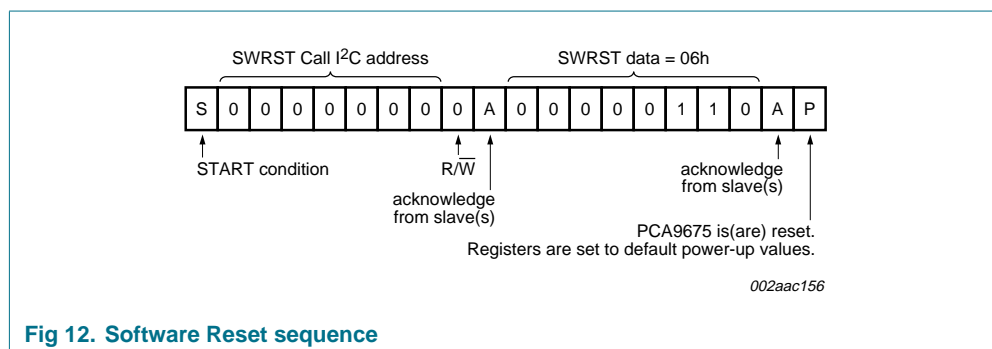 SWRST Call I²C address
SWRST data = 06h
S 0 0 0 0 0 0 0 0 A 0 0 0 0 0 1 1 0 A P
START condition
R/W̅
acknowledge
from slave(s)
acknowledge
from slave(s)
PCA9675 is(are) reset.
Registers are set to default power-up values.
002aac156
Fig 12. Software Reset sequence